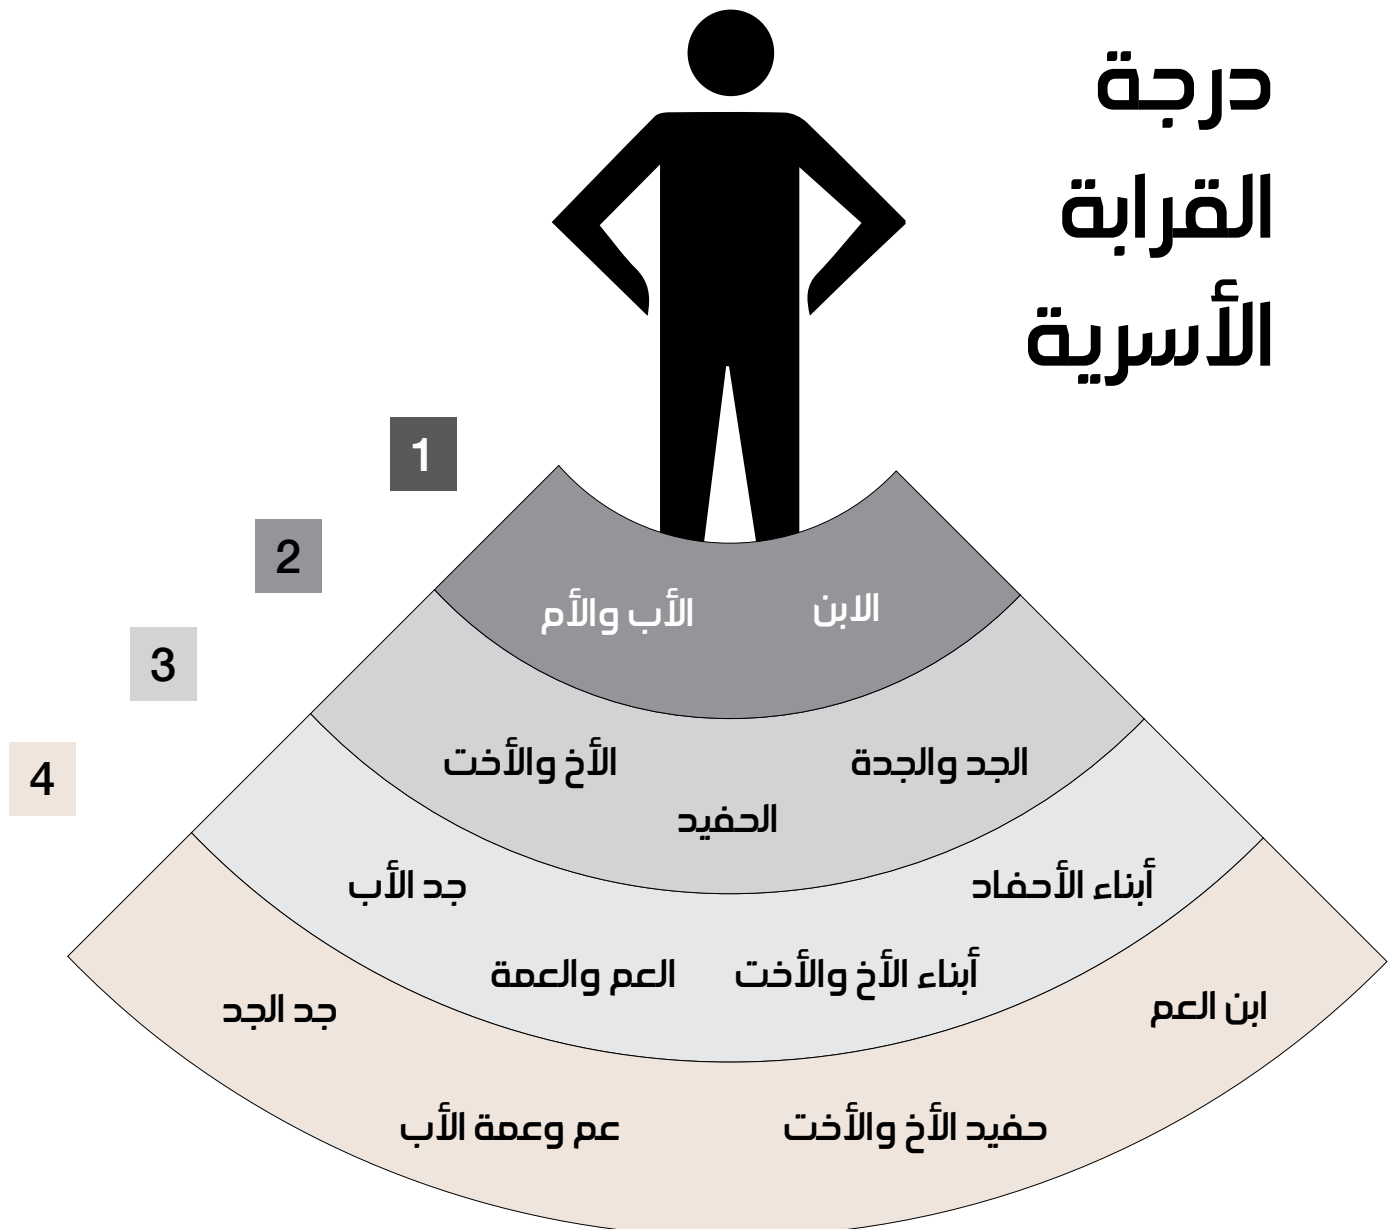 درجة
القرابة
الأسرية
1
2
3
4
الابن
الأب والأم
الجد والجدة
الأخ والأخت
الحفيد
أبناء الأحفاد
جد الأب
أبناء الأخ والأخت
العم والعمة
ابن العم
جد الجد
حفيد الأخ والأخت
عم وعمة الأب